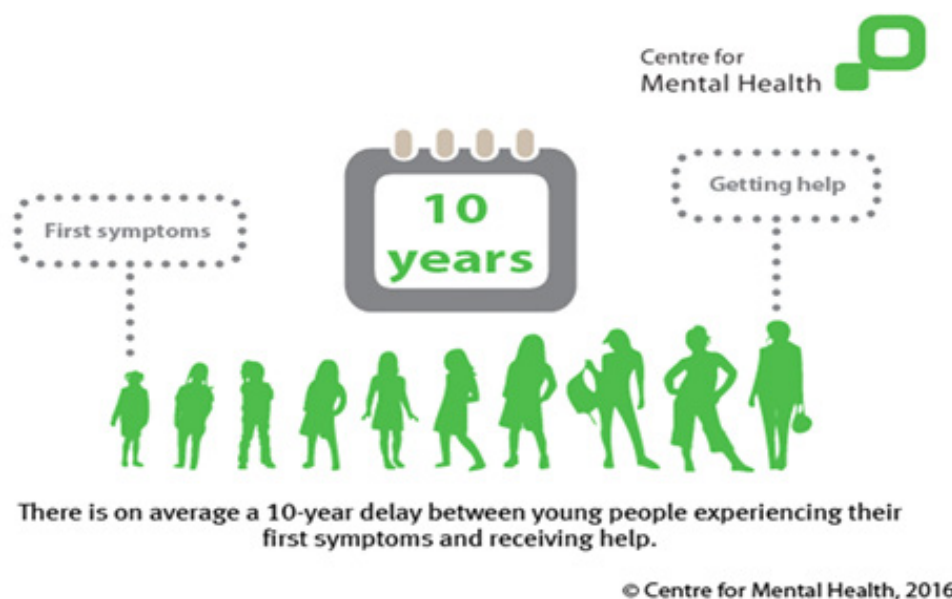 Centre for
Mental Health
10
years
First symptoms
Getting help
There is on average a 10-year delay between young people experiencing their
first symptoms and receiving help.
© Centre for Mental Health, 2016